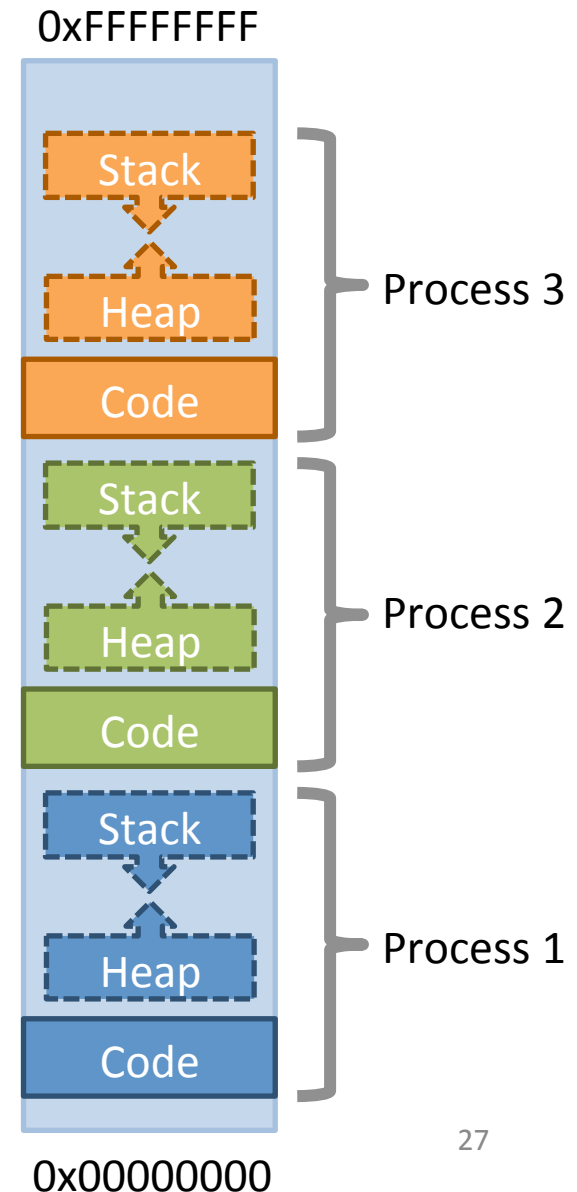 0xFFFFFFFF
Stack
Heap
Code
Process 3
Stack
Heap
Code
Process 2
Stack
Heap
Code
Process 1
27
0x00000000